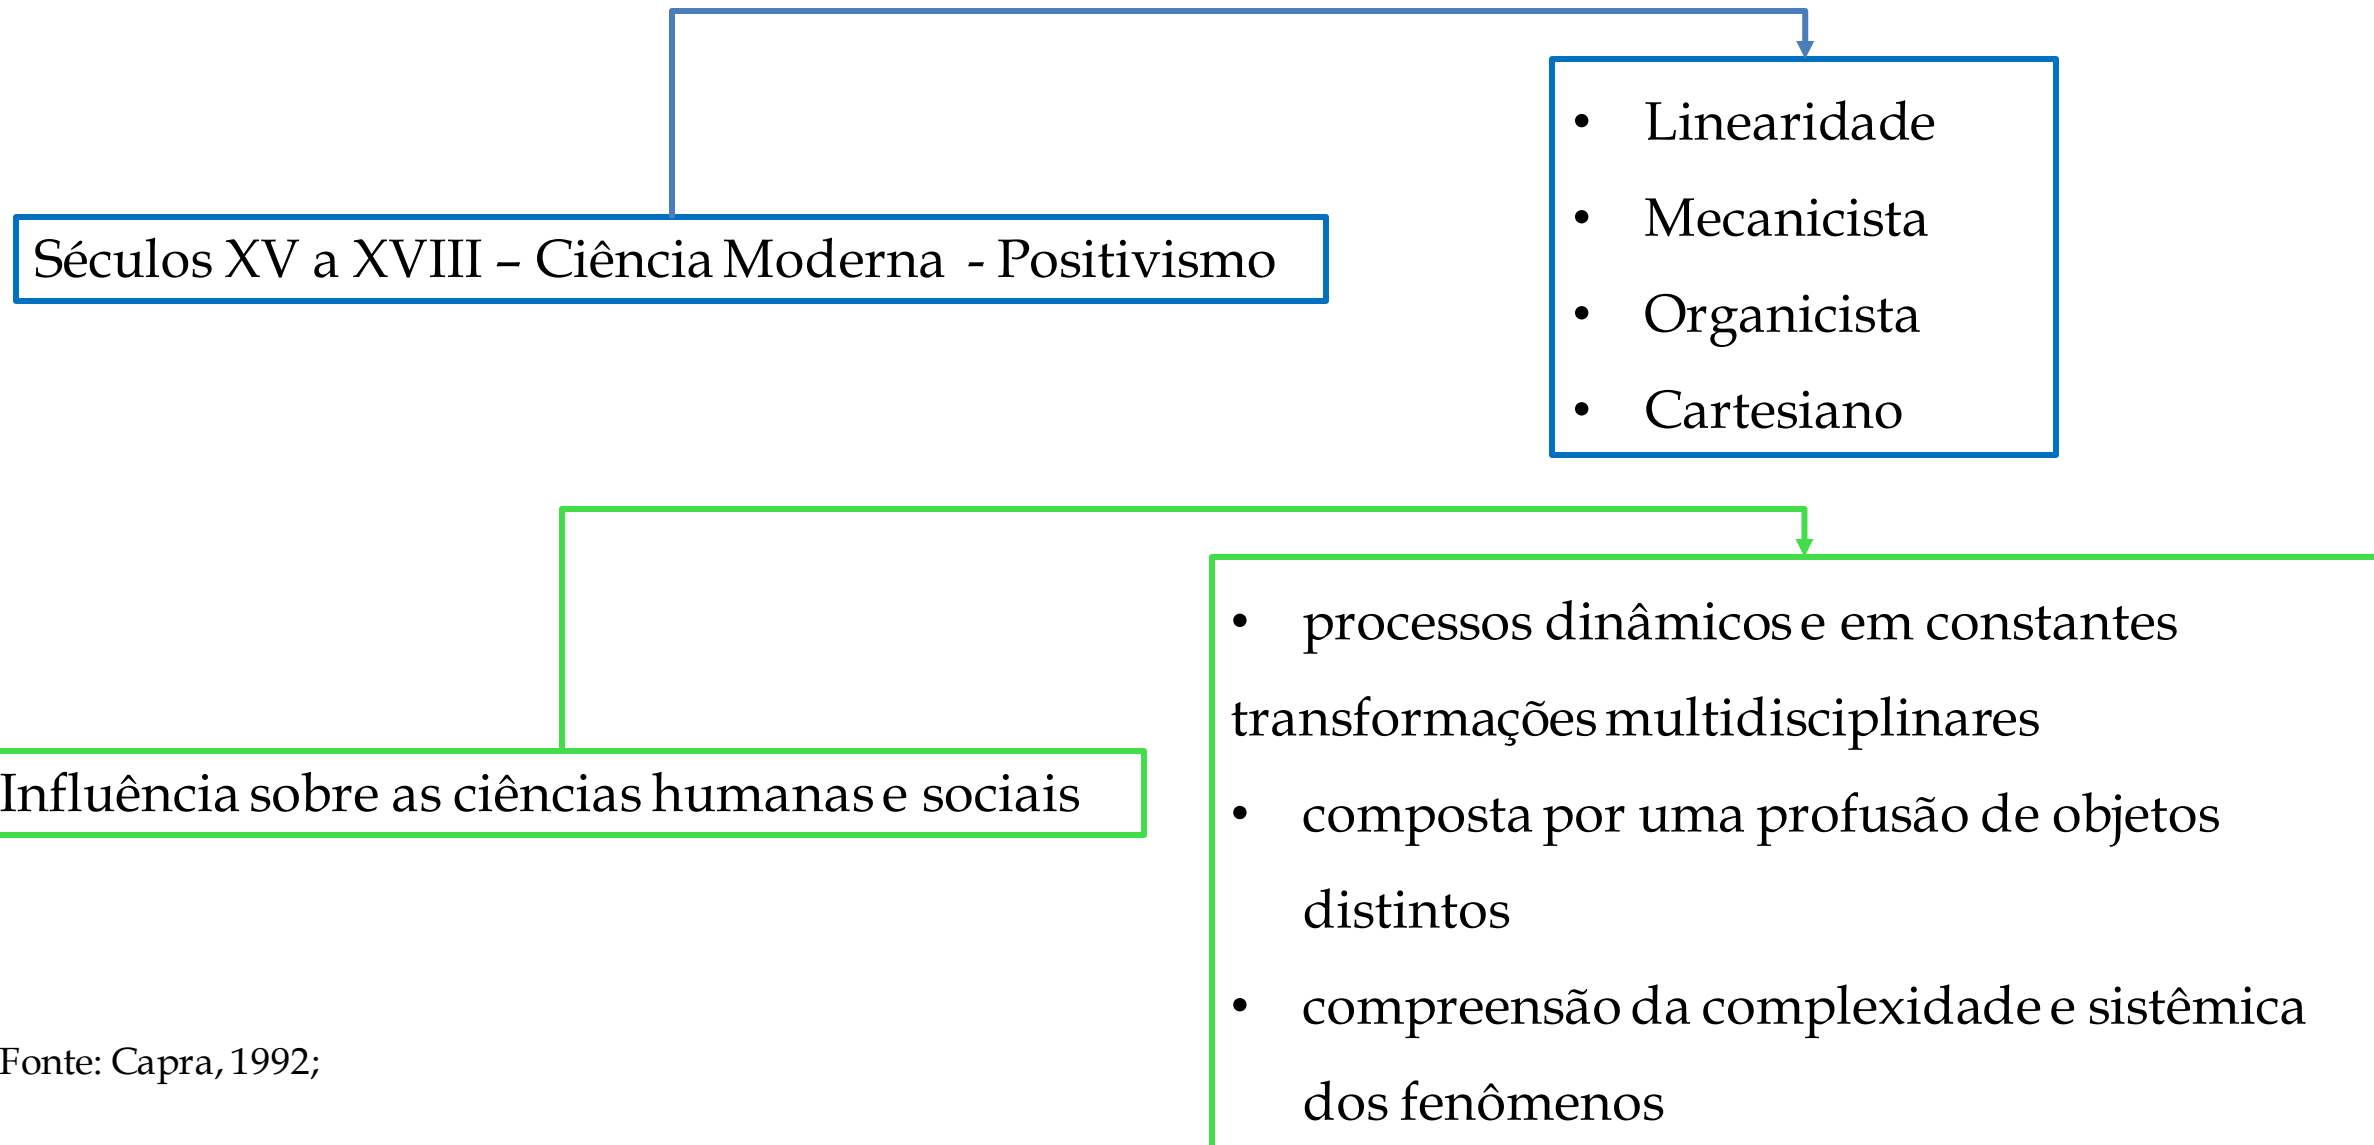 • Linearidade
• Mecanicista
Séculos XV a XVIII – Ciência Moderna - Positivismo
• Organicista
• Cartesiano
• processos dinâmicos e em constantes
transformações multidisciplinares
Influência sobre as ciências humanas e sociais
• composta por uma profusão de objetos
distintos
• compreensão da complexidade e sistêmica
dos fenômenos
Fonte: Capra, 1992;